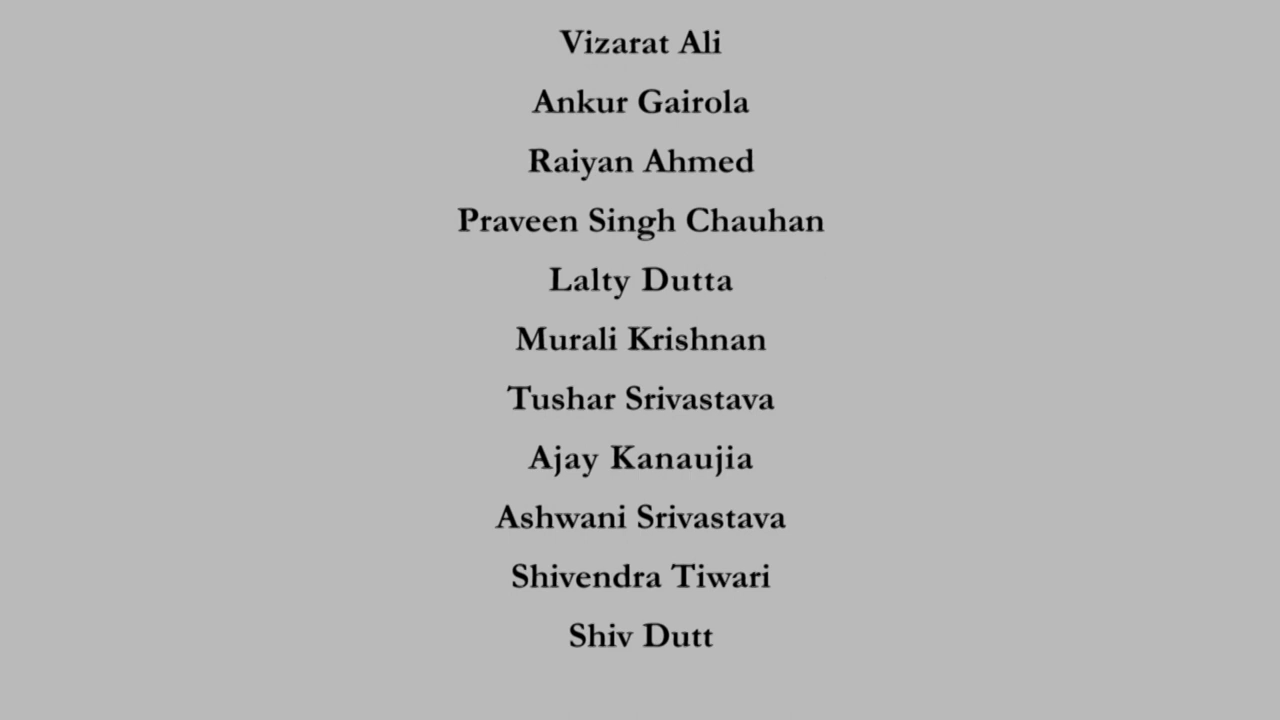 Vizarat Ali
Ankur Gairola
Raiyan Ahmed
Praveen Singh Chauhan
Lalty Dutta
Murali Krishnan
Tushar Srivastava
Ajay Kanaujia
Ashwani Srivastava
Shivendra Tiwari
Shiv Dutt